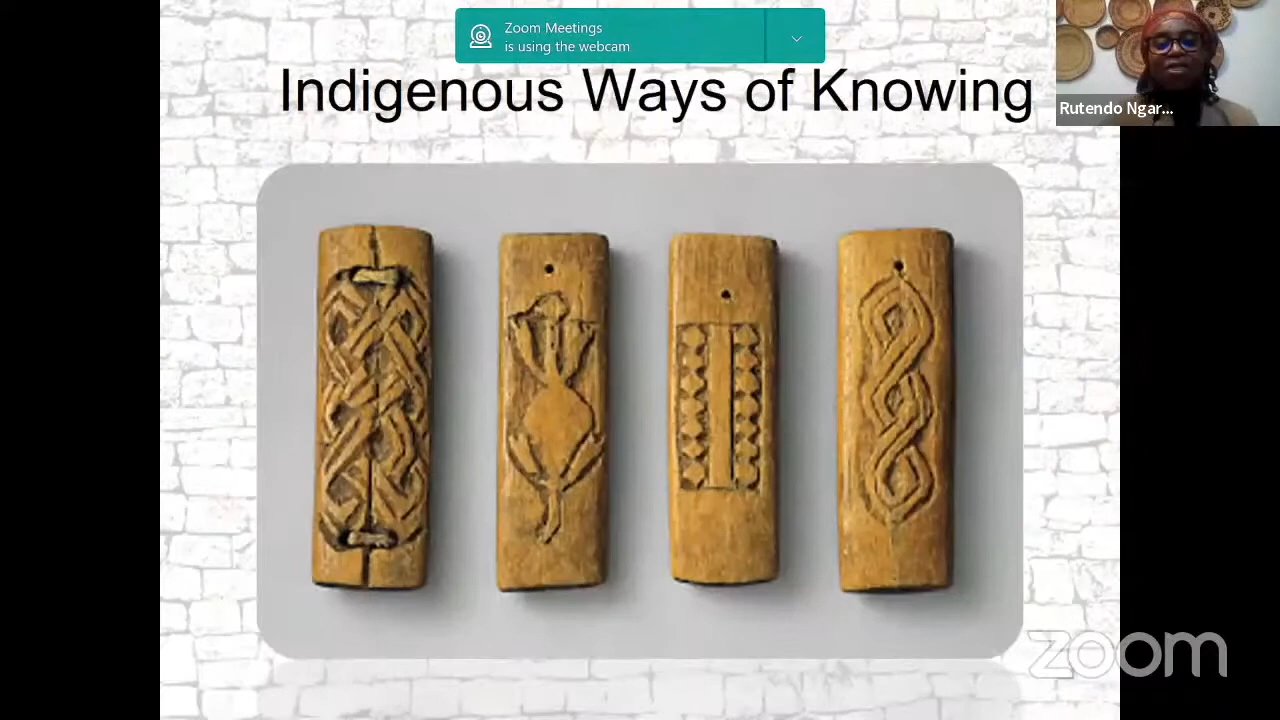 Zoom Meetings
is using the webcam
Indigenous Ways of Knowing
Rutendo Ngar...
zoom